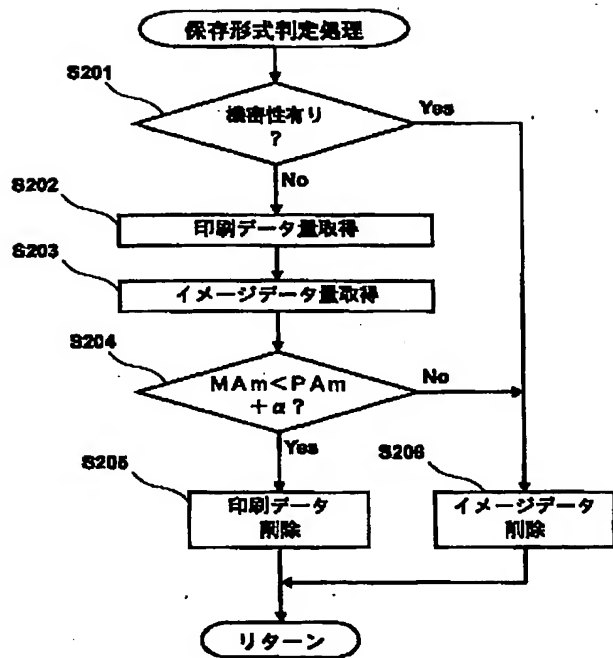 保存形式判定処理
S201
機密性有り
?
Yes
No
S202
印刷データ量取得
S203
イメージデータ量取得
S204
MAm<PAm
+α?
No
Yes
S205
印刷データ
削除
S206
イメージデータ
削除
リターン